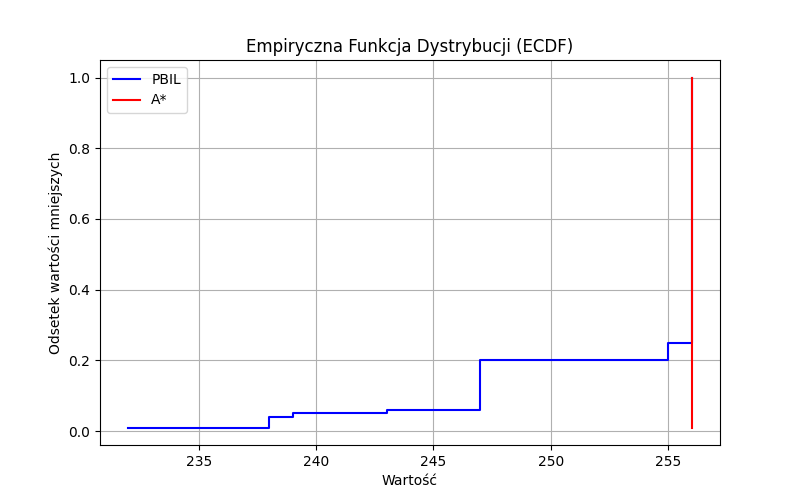 Empiryczna Funkcja Dystrybucji (ECDF)
PBIL
A*
1.0
0.8
0.6
0.4
0.2
0.0
Odsetek wartości mniejszych
235
240
245
250
255
Wartość